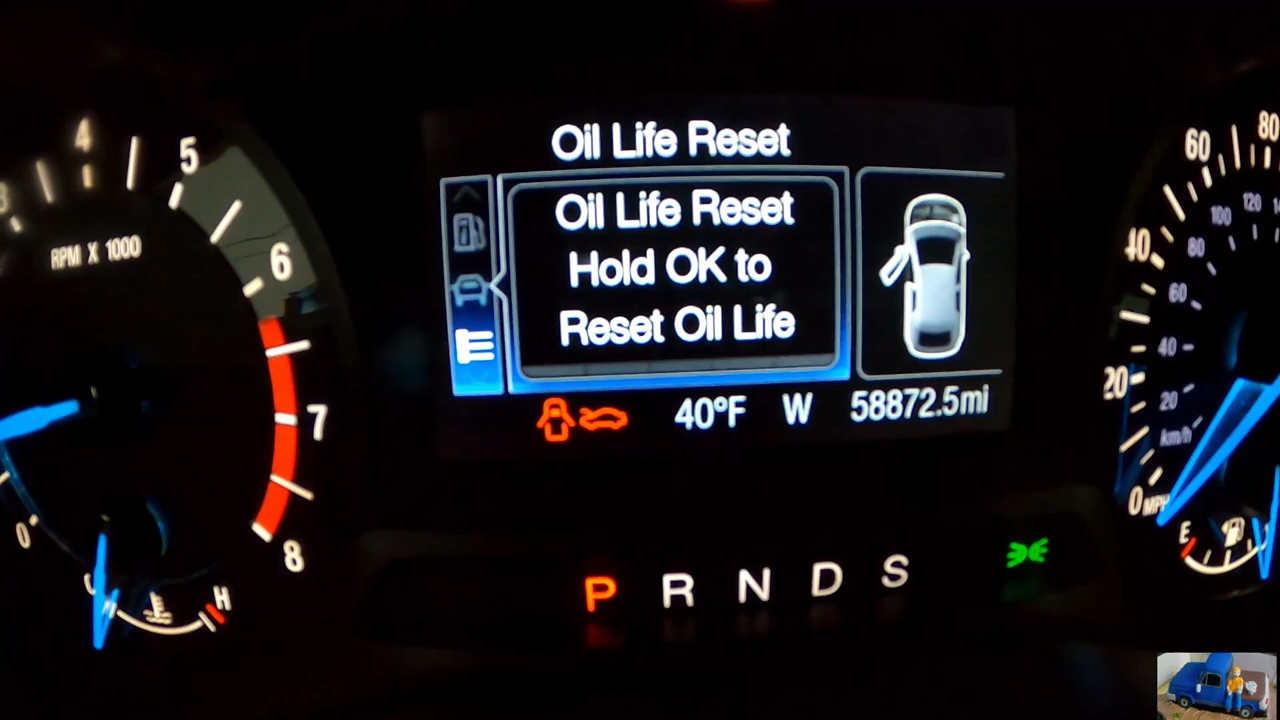 Oil Life Reset
Oil Life Reset
Hold OK to
Reset Oil Life
40°F W 58872.5mi
P R N D S
4 5 6 7 8
RPM X 1000
0
H
0 20 40 60 80
MPH
20 40 60 80 100 120
km/h
E